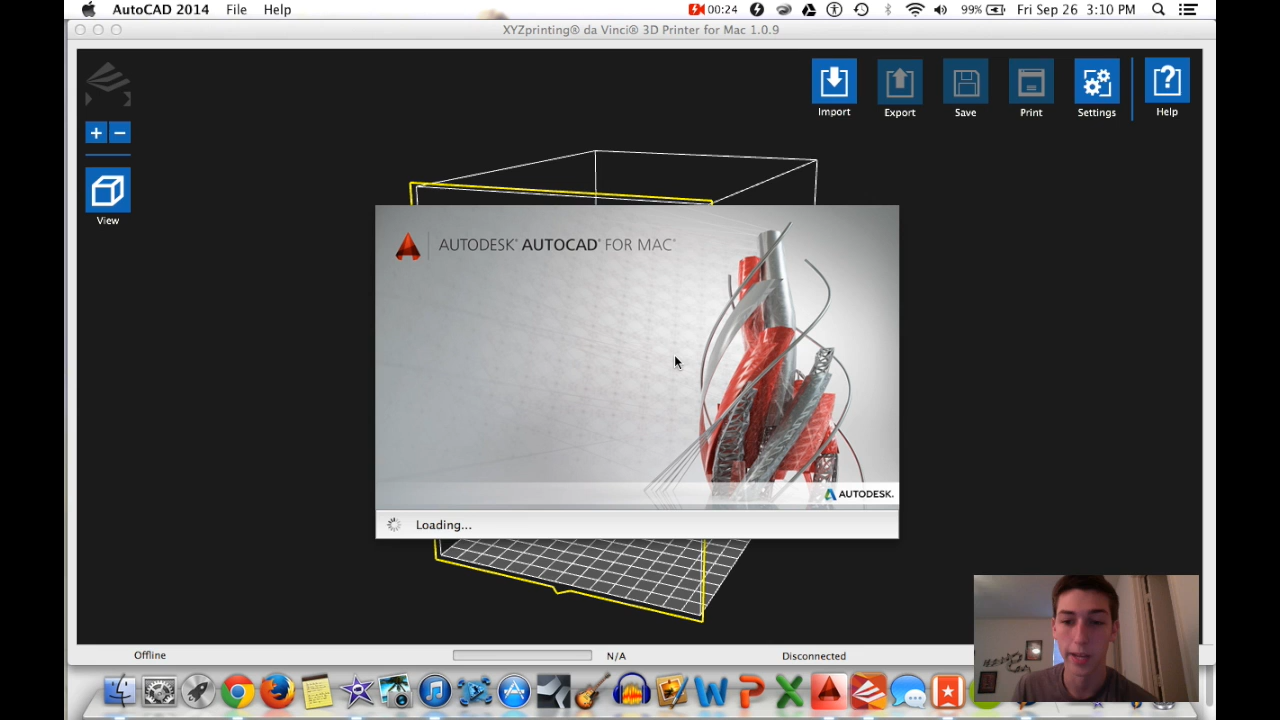 AutoCAD 2014 File Help 00:24 99% Fri Sep 26 3:10 PM
XYZprinting® da Vinci® 3D Printer for Mac 1.0.9
Import Export Save Print Settings Help
+ −
View
AUTODESK® AUTOCAD® FOR MAC®
AUTODESK.
Loading...
Offline N/A Disconnected